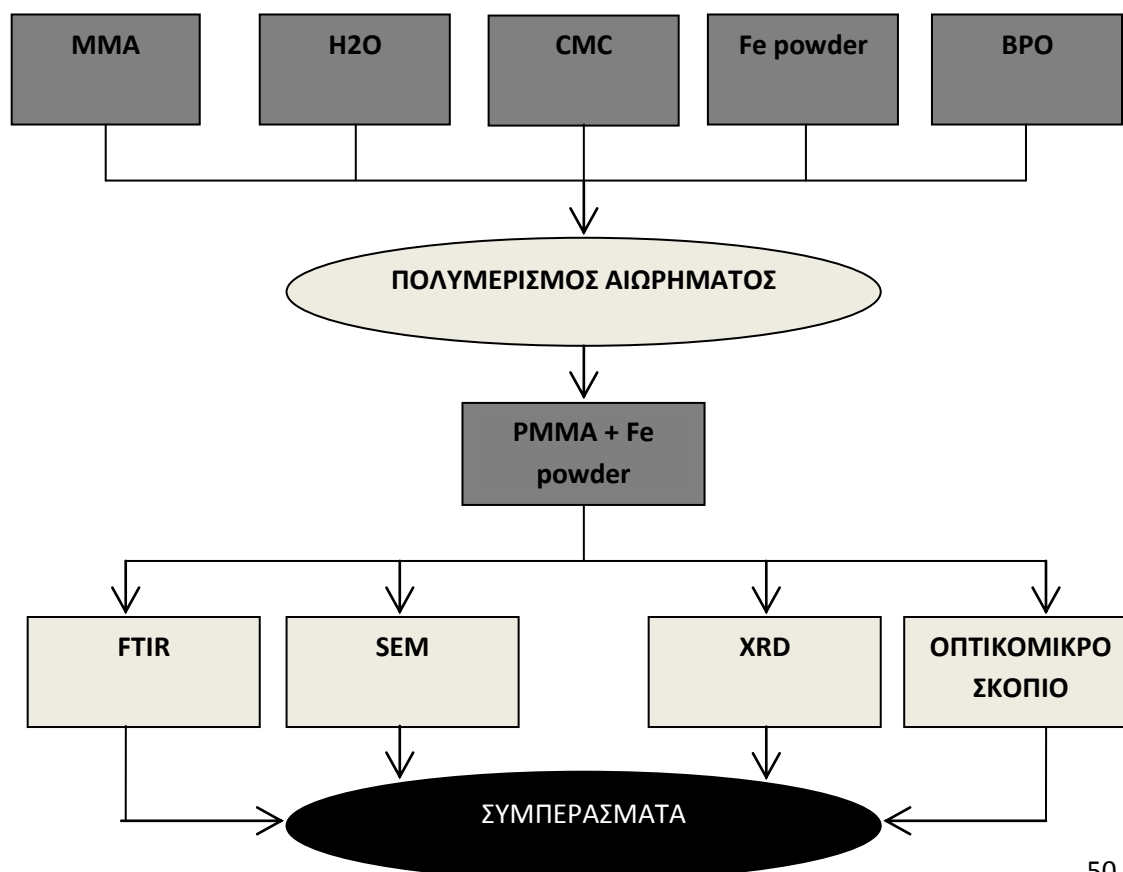 MMA
H2O
CMC
Fe powder
BPO
ΠΟΛΥΜΕΡΙΣΜΟΣ ΑΙΩΡΗΜΑΤΟΣ
PMMA + Fe
powder
FTIR
SEM
XRD
ΟΠΤΙΚΟΜΙΚΡΟ
ΣΚΟΠΙΟ
ΣΥΜΠΕΡΑΣΜΑΤΑ
50